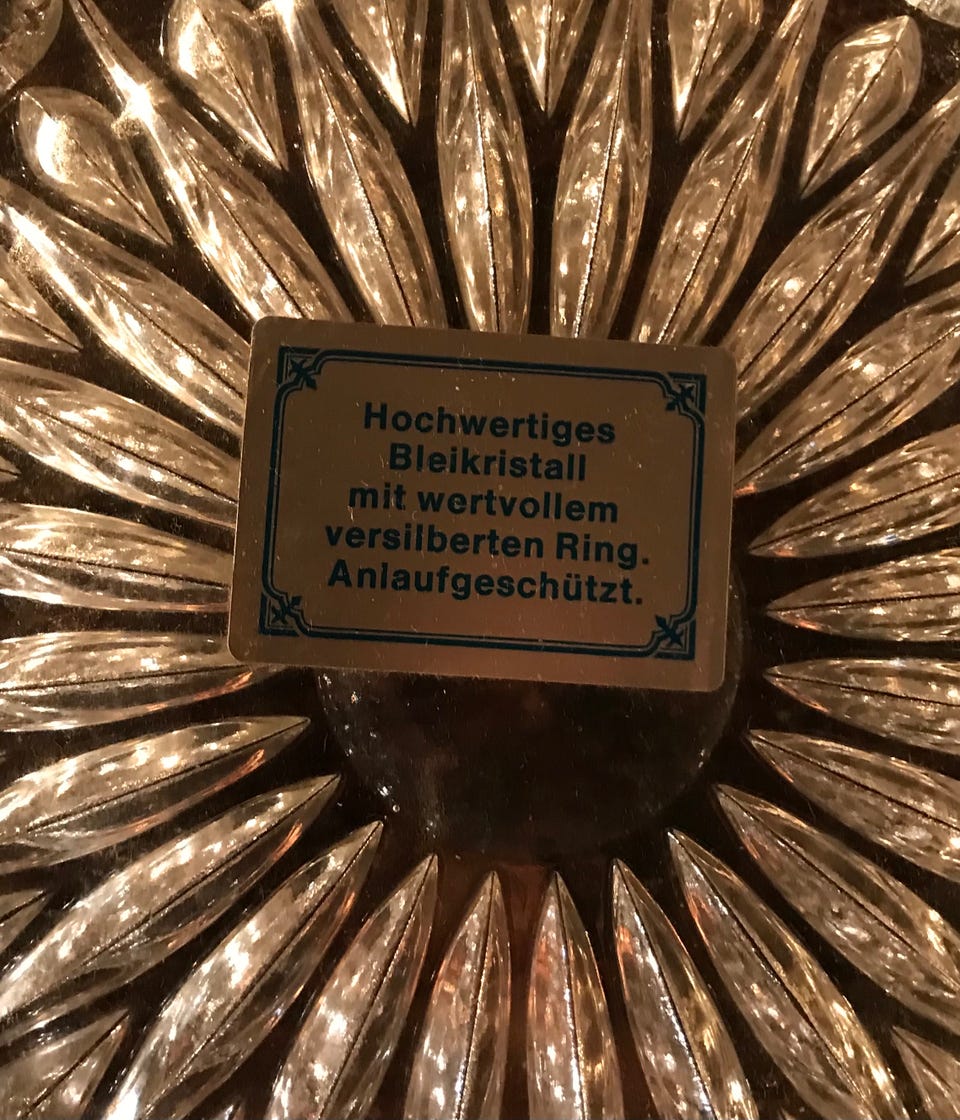 Hochwertiges
Bleikristall
mit wertvollem
versilberten Ring.
Anlaufgeschützt.